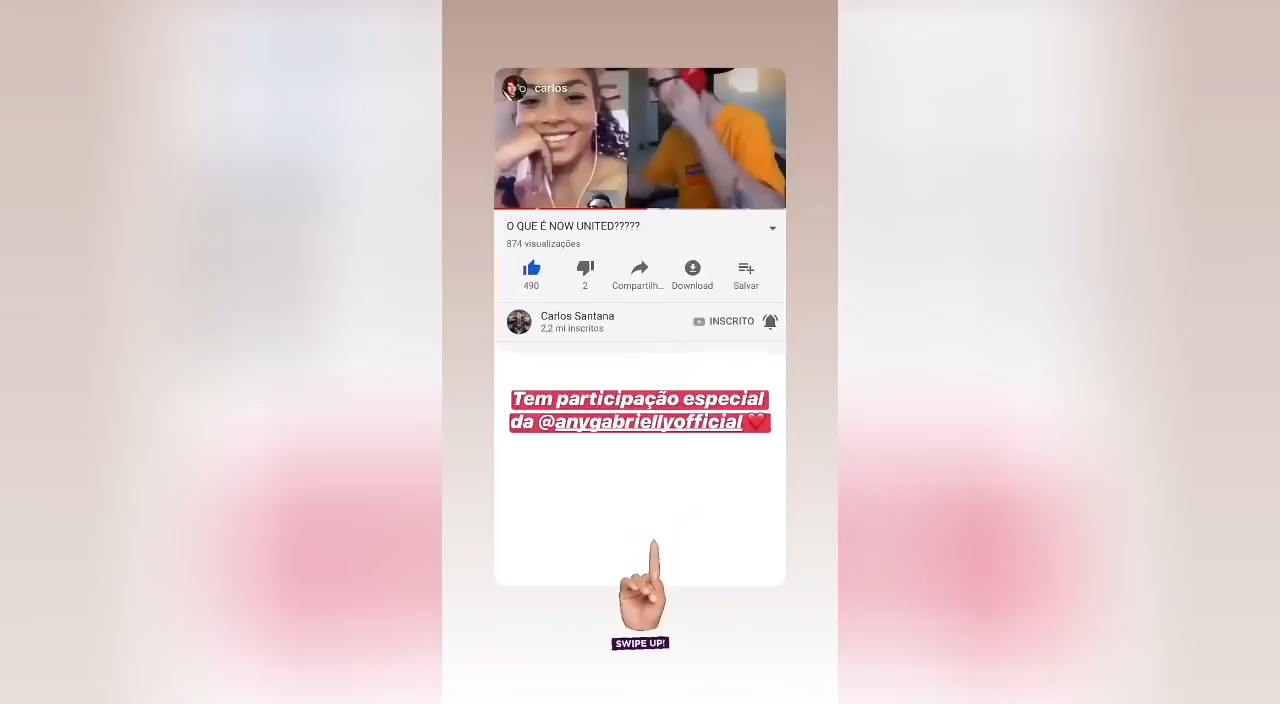 carlos
O QUE É NOW UNITED?????
874 visualizações
490
2
Compartilh...
Download
Salvar
Carlos Santana
2,2 mi inscritos
INSCRITO
Tem participação especial
da @anygabriellyofficial ❤️
SWIPE UP!